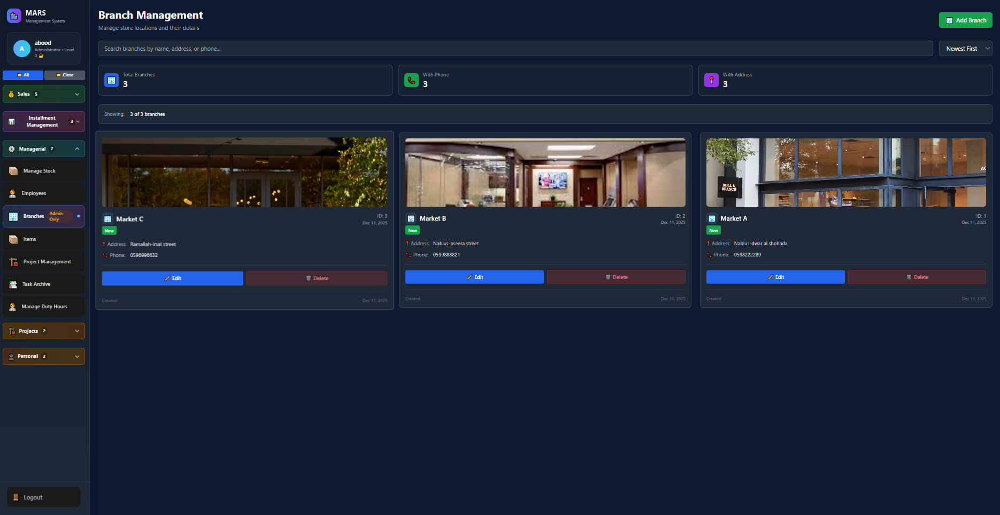 MARS
Management System
A
abood
Administrator • Level
0
All
Close
Sales 5
Installment
Management
3
Managerial 7
Manage Stock
Employees
Branches
Admin
Only
Items
Project Management
Task Archive
Manage Duty Hours
Projects 2
Personal 2
Logout
Branch Management
Manage store locations and their details
Add Branch
Search branches by name, address, or phone...
Newest First
Total Branches
3
With Phone
3
With Address
3
Showing: 3 of 3 branches
Market C
ID: 3
Dec 11, 2025
New
Address: Ramallah-irsal street
Phone: 0596996632
Edit
Delete
Created:
Dec 11, 2025
Market B
ID: 2
Dec 11, 2025
New
Address: Nablus-aseera street
Phone: 0599888821
Edit
Delete
Created:
Dec 11, 2025
BOLL &
BRANCH
AC
Market A
ID: 1
Dec 11, 2025
New
Address: Nablus-dwar al shohada
Phone: 0598222289
Edit
Delete
Created:
Dec 11, 2025